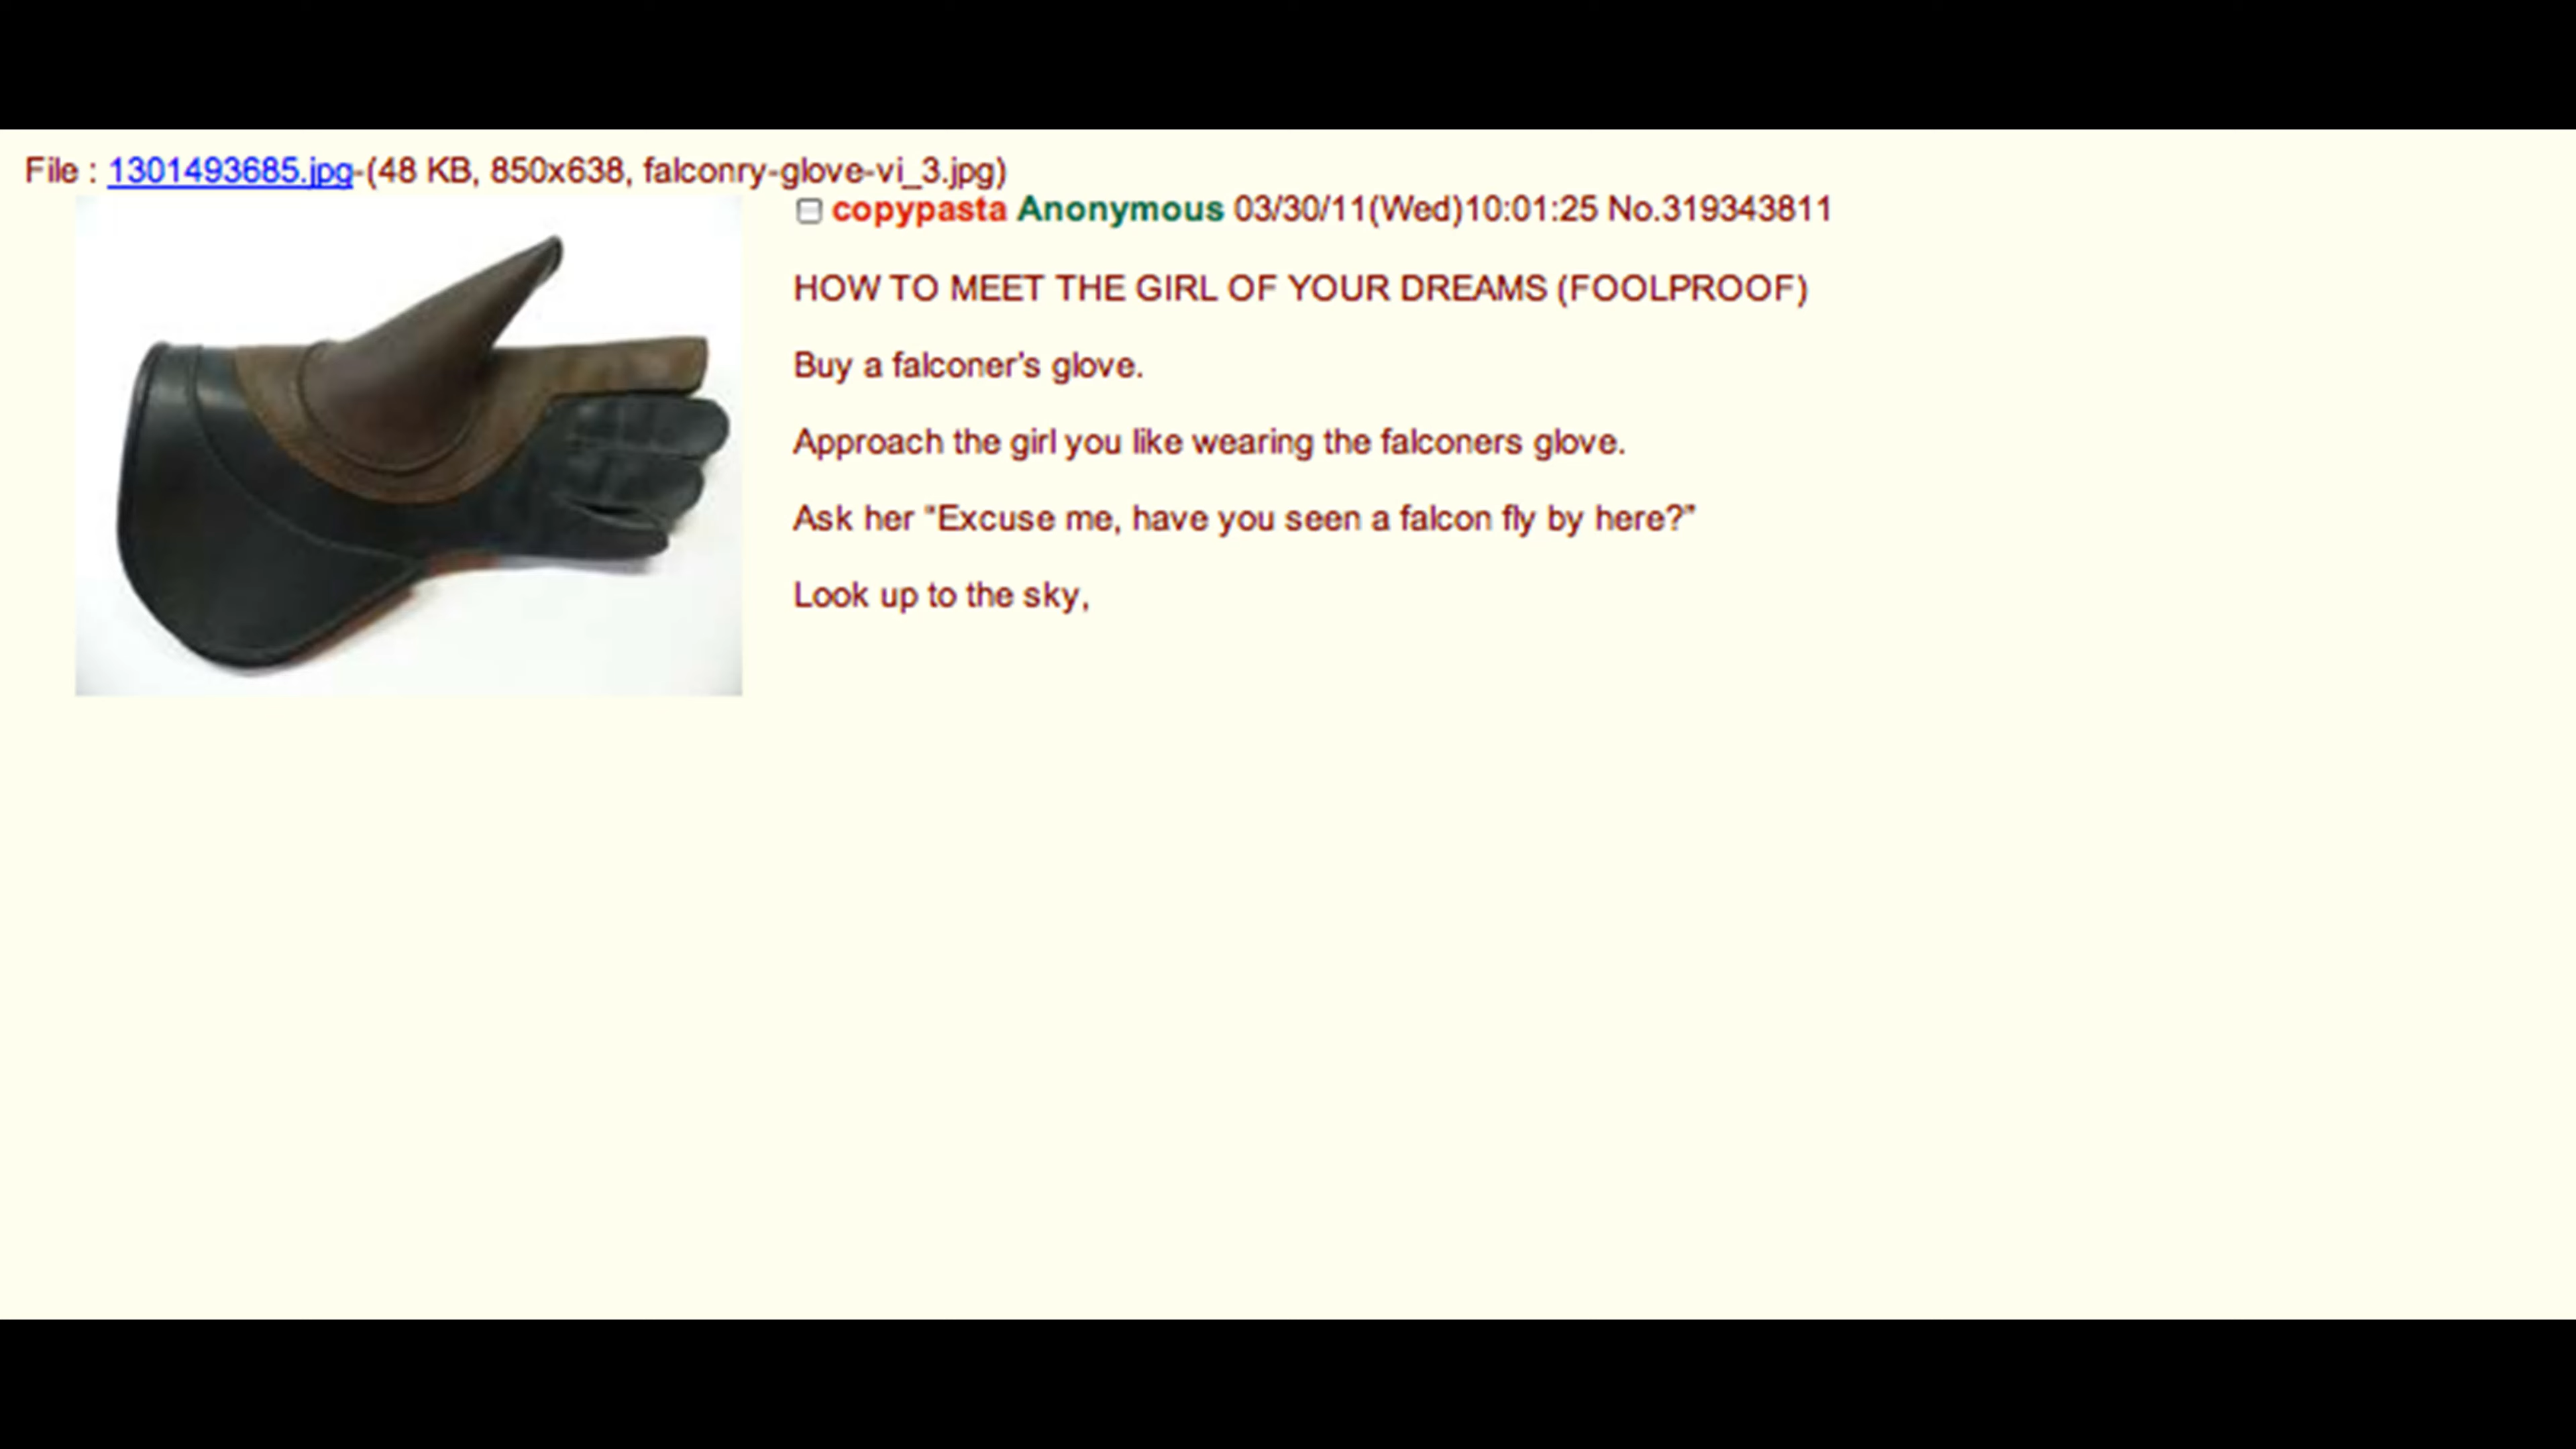 File : 1301493685.jpg-(48 KB, 850x638, falconry-glove-vi_3.jpg)
copypasta Anonymous 03/30/11(Wed)10:01:25 No.319343811
HOW TO MEET THE GIRL OF YOUR DREAMS (FOOLPROOF)
Buy a falconer’s glove.
Approach the girl you like wearing the falconers glove.
Ask her “Excuse me, have you seen a falcon fly by here?”
Look up to the sky,